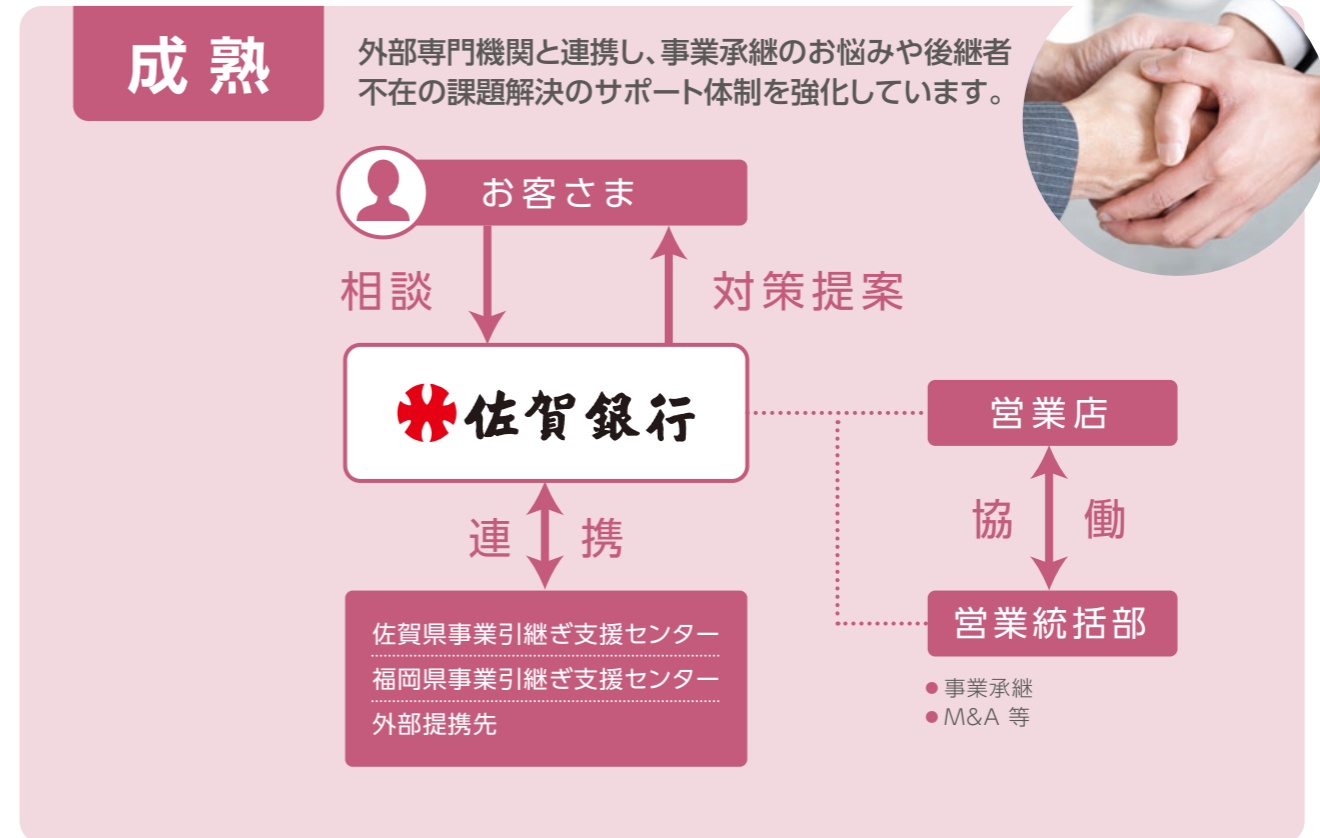 成熟
外部専門機関と連携し、事業承継のお悩みや後継者
不在の課題解決のサポート体制を強化しています。
お客さま
相談
対策提案
佐賀銀行
営業店
連携
協働
佐賀県事業引継ぎ支援センター
福岡県事業引継ぎ支援センター
外部提携先
営業統括部
●事業承継
●M&A 等